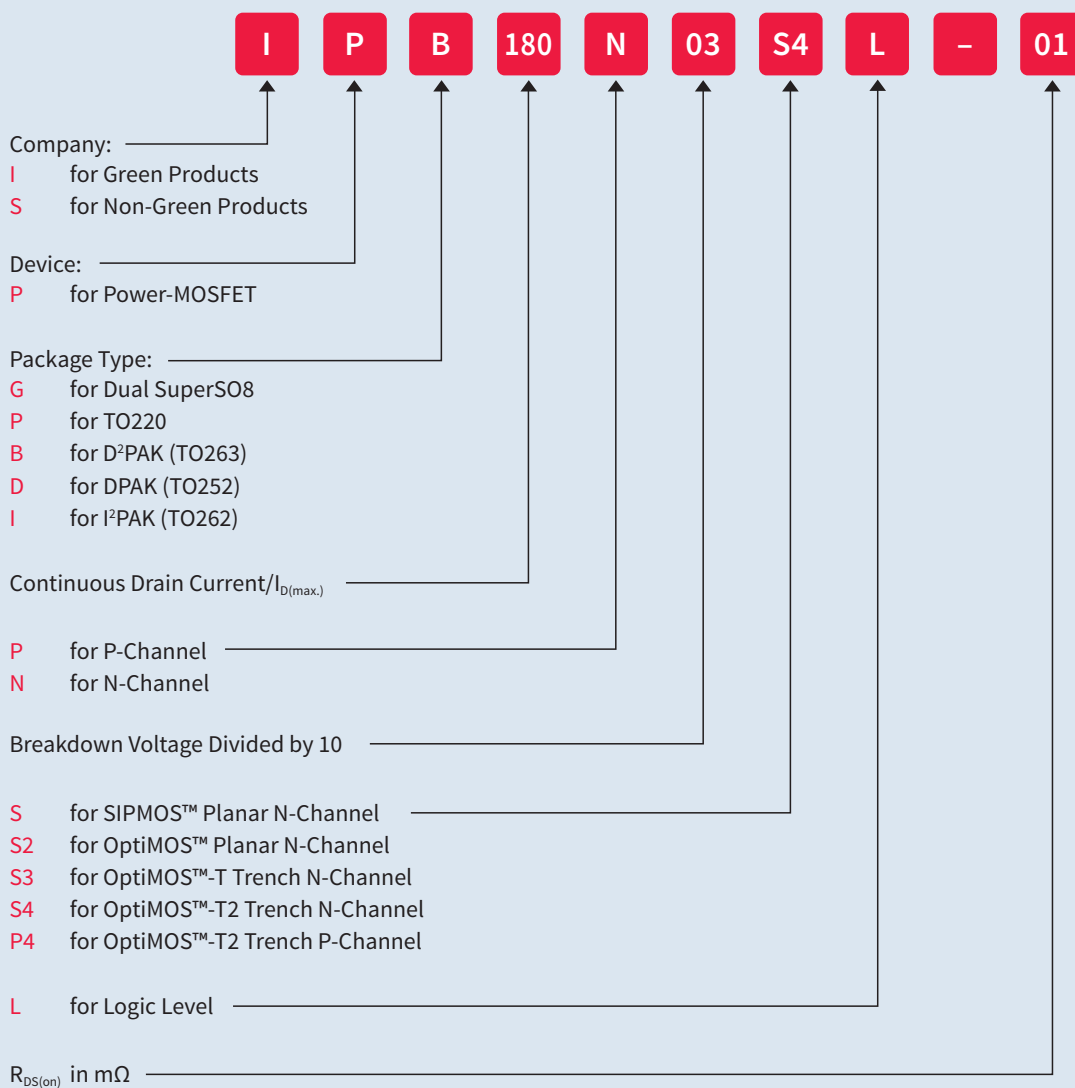 I P B 180 N 03 S4 L – 01
Company:
I for Green Products
S for Non-Green Products
Device:
P for Power-MOSFET
Package Type:
G for Dual SuperSO8
P for TO220
B for D²PAK (TO263)
D for DPAK (TO252)
I for I²PAK (TO262)
Continuous Drain Current/I_D(max.)
P for P-Channel
N for N-Channel
Breakdown Voltage Divided by 10
S for SIPMOS™ Planar N-Channel
S2 for OptiMOS™ Planar N-Channel
S3 for OptiMOS™-T Trench N-Channel
S4 for OptiMOS™-T2 Trench N-Channel
P4 for OptiMOS™-T2 Trench P-Channel
L for Logic Level
R_DS(on) in mΩ